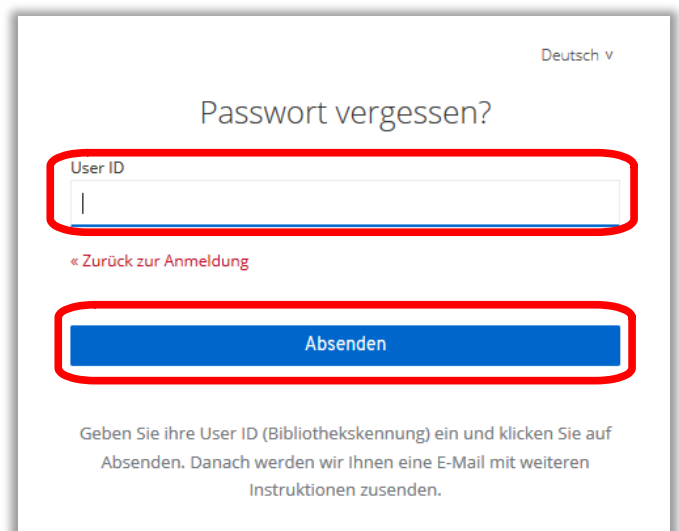 Deutsch v
Passwort vergessen?
User ID
« Zurück zur Anmeldung
Absenden
Geben Sie ihre User ID (Bibliothekskennung) ein und klicken Sie auf
Absenden. Danach werden wir Ihnen eine E-Mail mit weiteren
Instruktionen zusenden.